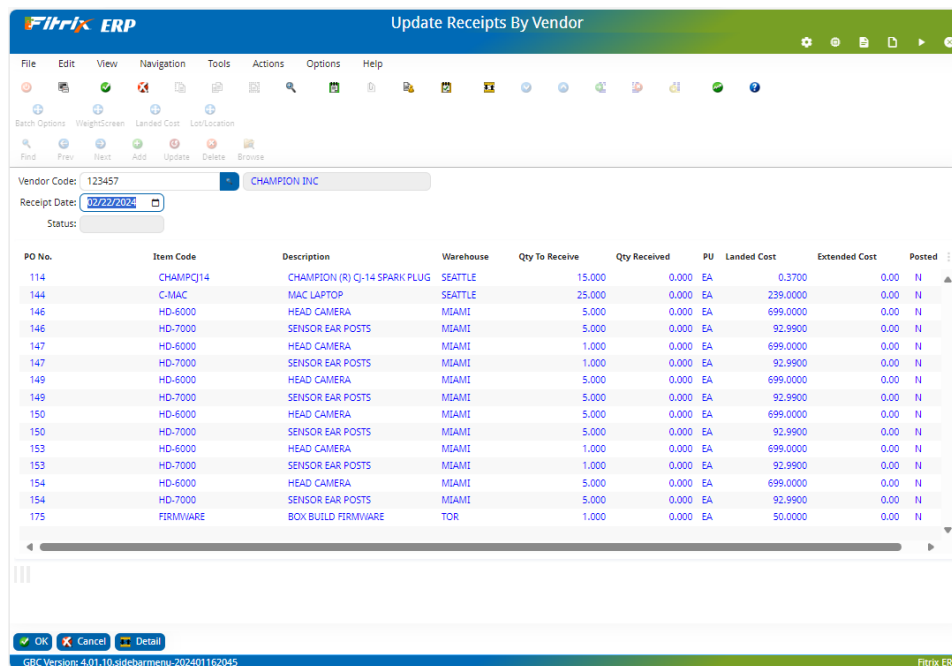 Fitrix ERP Update Receipts By Vendor
File Edit View Navigation Tools Actions Options Help
Batch Options WeightScreen Landed Cost Lot/Location
Find Prev Next Add Update Delete Browse
Vendor Code: 123457 CHAMPION INC
Receipt Date: 02/22/2024
Status:
PO No. Item Code Description Warehouse Qty To Receive Qty Received PU Landed Cost Extended Cost Posted
114 CHAMPCJ14 CHAMPION (R) CJ-14 SPARK PLUG SEATTLE 15.000 0.000 EA 0.3700 0.00 N
144 C-MAC MAC LAPTOP SEATTLE 25.000 0.000 EA 239.0000 0.00 N
146 HD-6000 HEAD CAMERA MIAMI 5.000 0.000 EA 699.0000 0.00 N
146 HD-7000 SENSOR EAR POSTS MIAMI 5.000 0.000 EA 92.9900 0.00 N
147 HD-6000 HEAD CAMERA MIAMI 1.000 0.000 EA 699.0000 0.00 N
147 HD-7000 SENSOR EAR POSTS MIAMI 1.000 0.000 EA 92.9900 0.00 N
149 HD-6000 HEAD CAMERA MIAMI 5.000 0.000 EA 699.0000 0.00 N
149 HD-7000 SENSOR EAR POSTS MIAMI 5.000 0.000 EA 92.9900 0.00 N
150 HD-6000 HEAD CAMERA MIAMI 5.000 0.000 EA 699.0000 0.00 N
150 HD-7000 SENSOR EAR POSTS MIAMI 5.000 0.000 EA 92.9900 0.00 N
153 HD-6000 HEAD CAMERA MIAMI 1.000 0.000 EA 699.0000 0.00 N
153 HD-7000 SENSOR EAR POSTS MIAMI 1.000 0.000 EA 92.9900 0.00 N
154 HD-6000 HEAD CAMERA MIAMI 5.000 0.000 EA 699.0000 0.00 N
154 HD-7000 SENSOR EAR POSTS MIAMI 5.000 0.000 EA 92.9900 0.00 N
175 FIRMWARE BOX BUILD FIRMWARE TOR 1.000 0.000 EA 50.0000 0.00 N
OK Cancel Detail
GBC Version: 4.01.10.sidebarmenu-202401162045 Fitrix ER